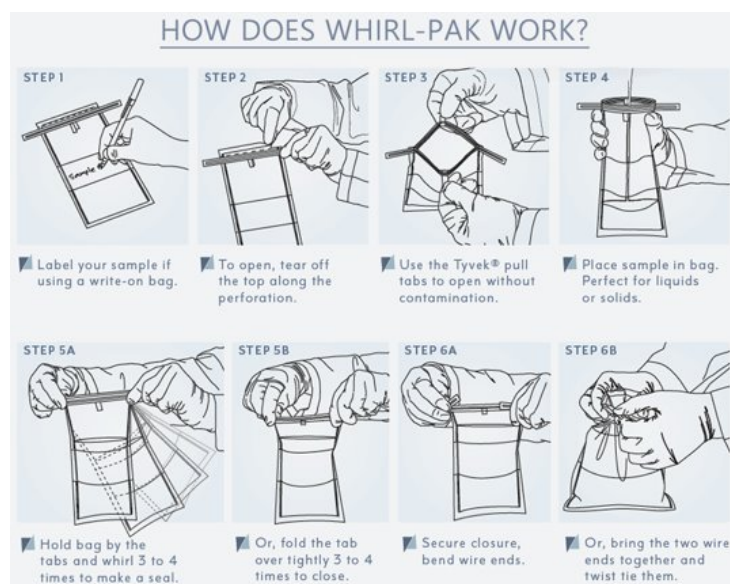 HOW DOES WHIRL-PAK WORK?
STEP 1
STEP 2
STEP 3
STEP 4
Sample
Label your sample if
using a write-on bag.
To open, tear off
the top along the
perforation.
Use the Tyvek® pull
tabs to open without
contamination.
Place sample in bag.
Perfect for liquids
or solids.
STEP 5A
STEP 5B
STEP 6A
STEP 6B
Hold bag by the
tabs and whirl 3 to 4
times to make a seal.
Or, fold the tab
over tightly 3 to 4
times to close.
Secure closure,
bend wire ends.
Or, bring the two wire
ends together and
twist tie them.